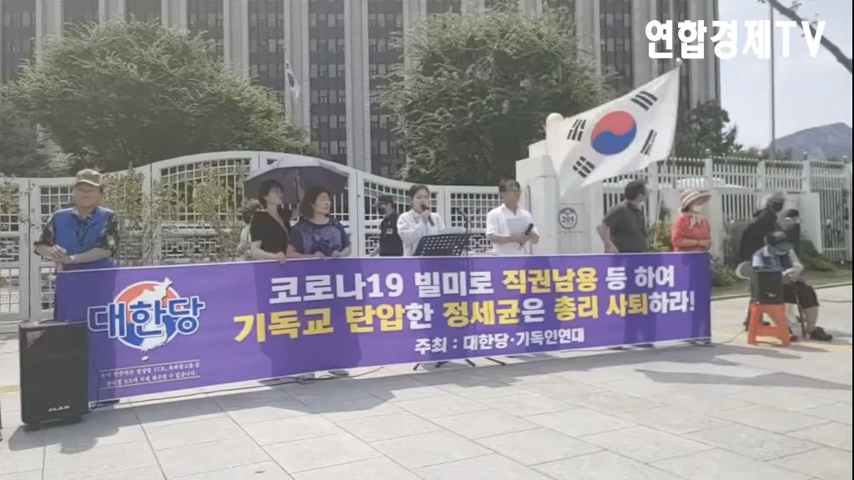 연합경제TV
코로나19 빌미로 직권남용 등 하여
기독교 탄압한 정세균은 총리 사퇴하라!
주최 : 대한당·기독인연대
대한당
JLAB